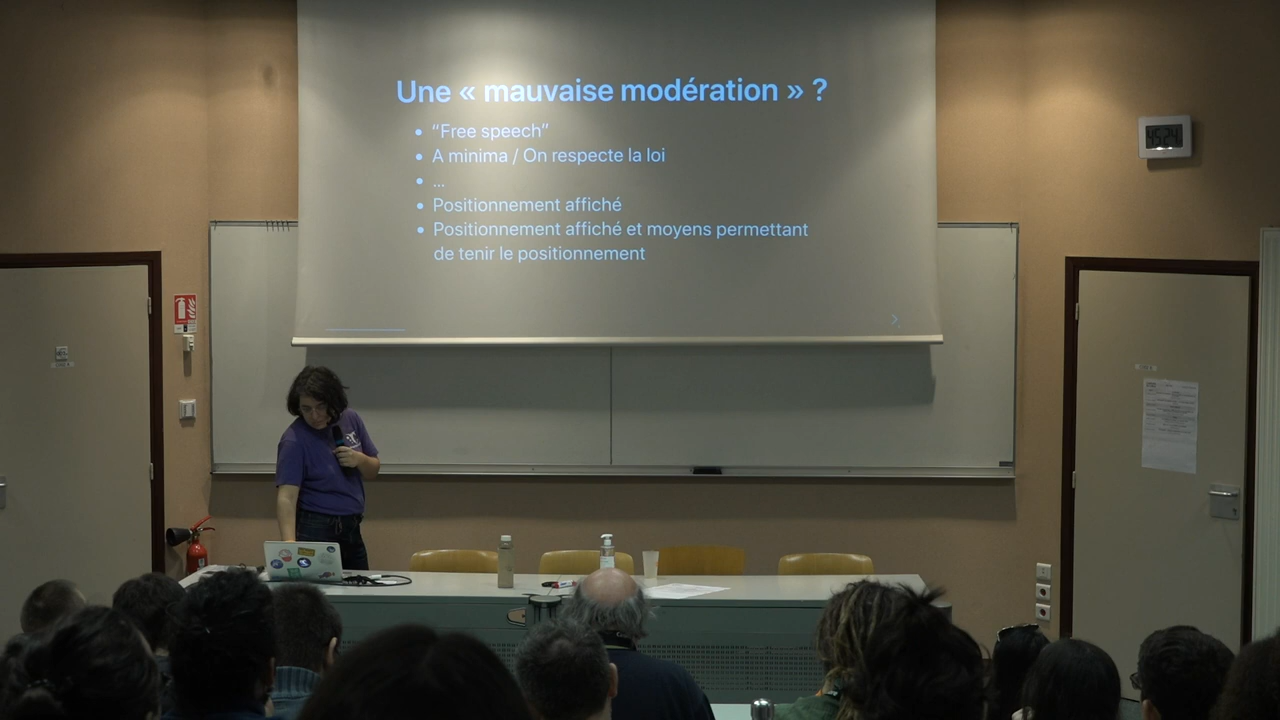 Une « mauvaise modération » ?
• “Free speech”
• A minima / On respecte la loi
• ...
• Positionnement affiché
• Positionnement affiché et moyens permettant
de tenir le positionnement